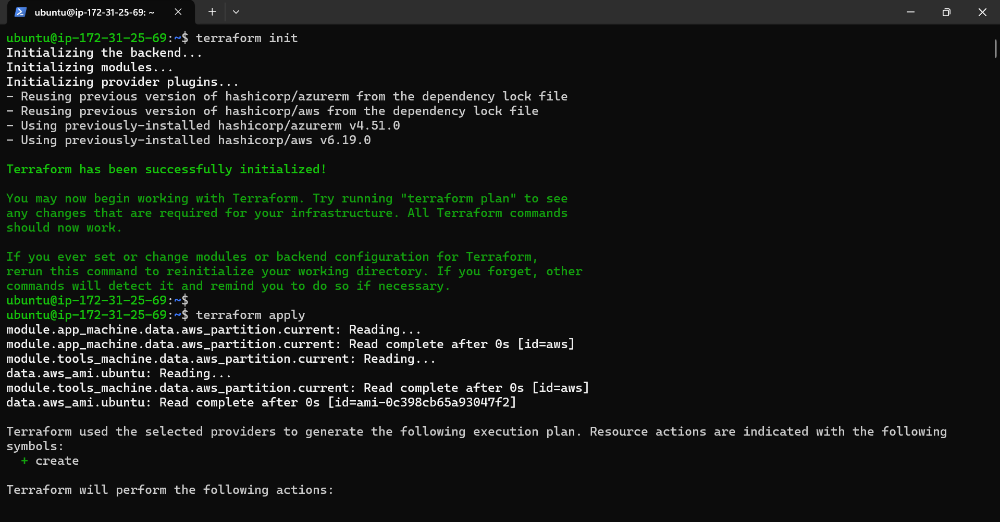 ubuntu@ip-172-31-25-69: ~
ubuntu@ip-172-31-25-69:~$ terraform init
Initializing the backend...
Initializing modules...
Initializing provider plugins...
- Reusing previous version of hashicorp/azurerm from the dependency lock file
- Reusing previous version of hashicorp/aws from the dependency lock file
- Using previously-installed hashicorp/azurerm v4.51.0
- Using previously-installed hashicorp/aws v6.19.0
Terraform has been successfully initialized!
You may now begin working with Terraform. Try running "terraform plan" to see
any changes that are required for your infrastructure. All Terraform commands
should now work.
If you ever set or change modules or backend configuration for Terraform,
rerun this command to reinitialize your working directory. If you forget, other
commands will detect it and remind you to do so if necessary.
ubuntu@ip-172-31-25-69:~$
ubuntu@ip-172-31-25-69:~$ terraform apply
module.app_machine.data.aws_partition.current: Reading...
module.app_machine.data.aws_partition.current: Read complete after 0s [id=aws]
module.tools_machine.data.aws_partition.current: Reading...
data.aws_ami.ubuntu: Reading...
module.tools_machine.data.aws_partition.current: Read complete after 0s [id=aws]
data.aws_ami.ubuntu: Read complete after 0s [id=ami-0c398cb65a93047f2]
Terraform used the selected providers to generate the following execution plan. Resource actions are indicated with the following
symbols:
+ create
Terraform will perform the following actions: